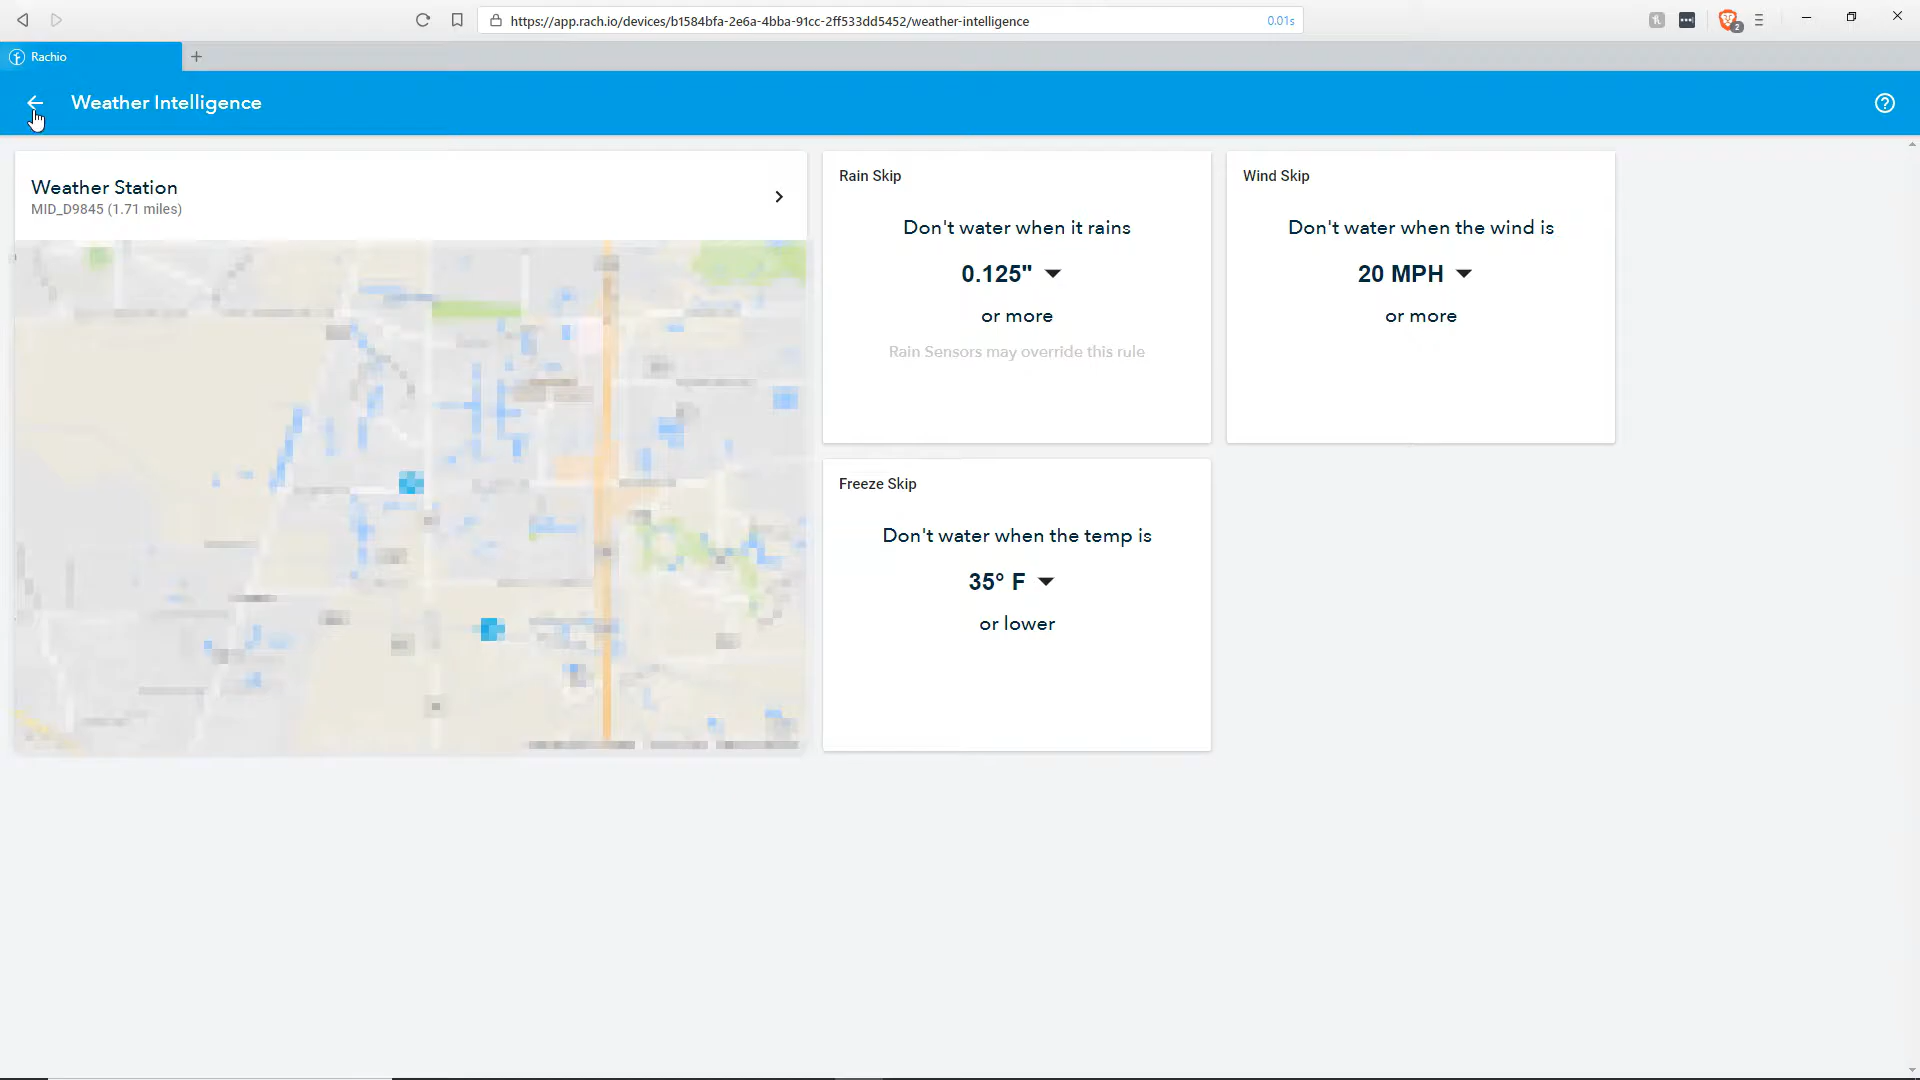 https://app.rach.io/devices/b1584bfa-2e6a-4bba-91cc-2ff533dd5452/weather-intelligence
0.01s
2
Rachio
Weather Intelligence
Weather Station
MID_D9845 (1.71 miles)
Rain Skip
Don't water when it rains
0.125"
or more
Rain Sensors may override this rule
Wind Skip
Don't water when the wind is
20 MPH
or more
Freeze Skip
Don't water when the temp is
35° F
or lower